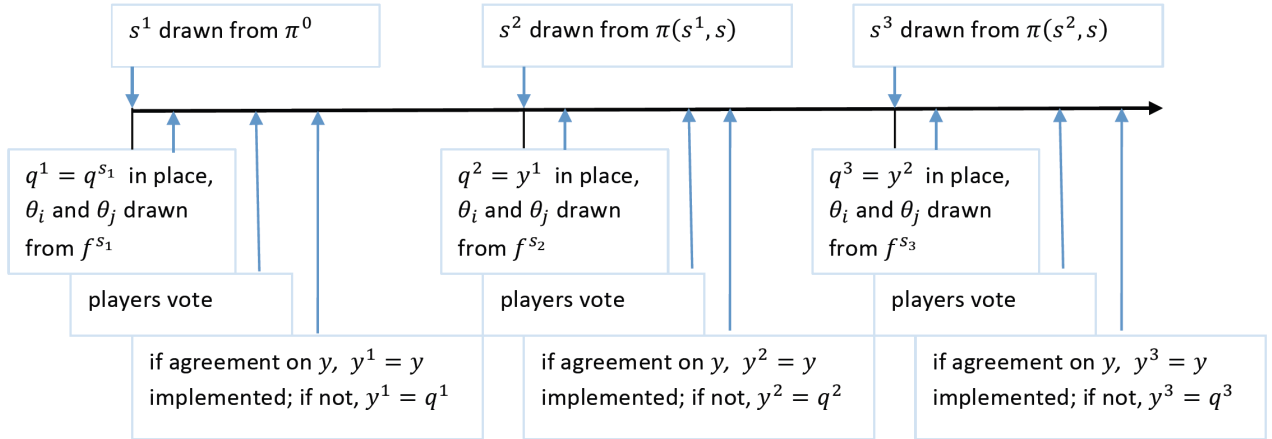 s¹ drawn from π⁰
s² drawn from π(s¹, s)
s³ drawn from π(s², s)
q¹ = q^{s₁} in place,
θᵢ and θⱼ drawn
from f^{s₁}
q² = y¹ in place,
θᵢ and θⱼ drawn
from f^{s₂}
q³ = y² in place,
θᵢ and θⱼ drawn
from f^{s₃}
players vote
players vote
players vote
if agreement on y, y¹ = y
implemented; if not, y¹ = q¹
if agreement on y, y² = y
implemented; if not, y² = q²
if agreement on y, y³ = y
implemented; if not, y³ = q³